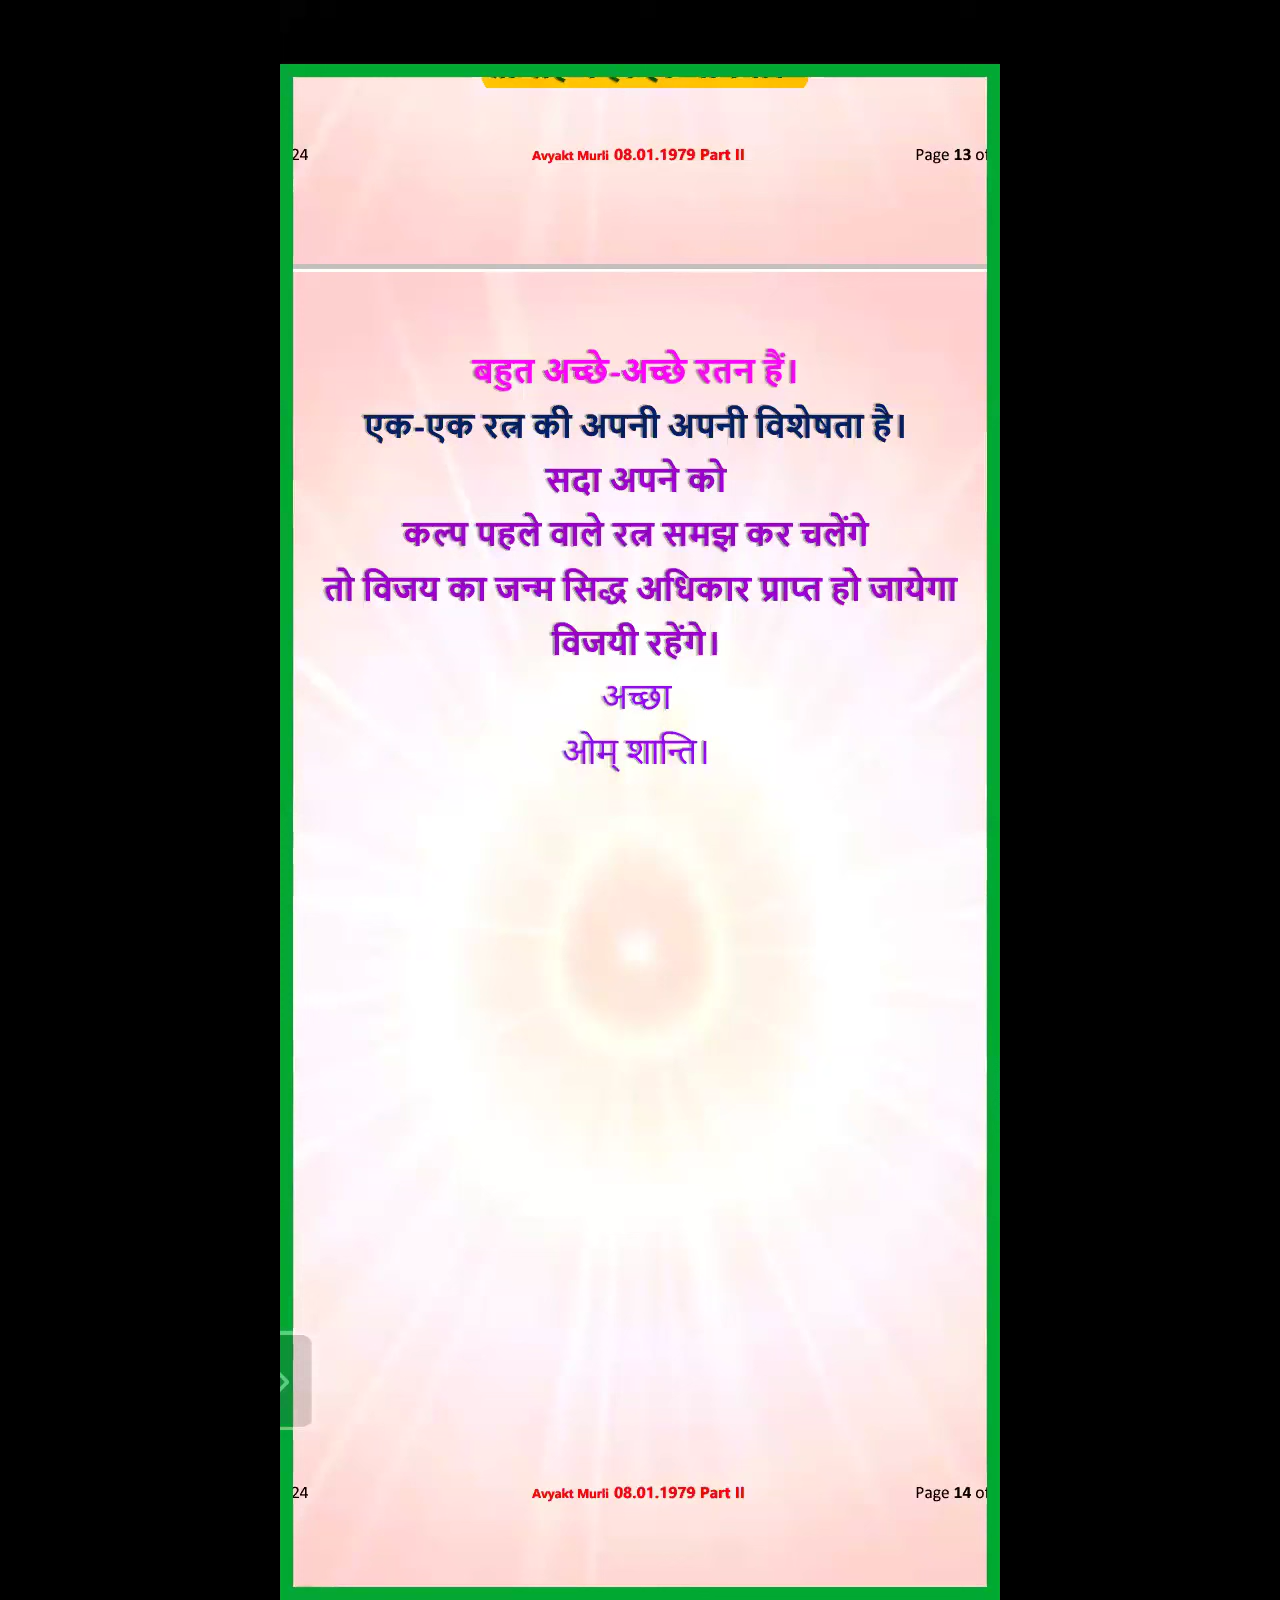 24 Avyakt Murli 08.01.1979 Part II Page 13 of
बहुत अच्छे-अच्छे रतन हैं।
एक-एक रत्न की अपनी अपनी विशेषता है।
सदा अपने को
कल्प पहले वाले रत्न समझ कर चलेंगे
तो विजय का जन्म सिद्ध अधिकार प्राप्त हो जायेगा
विजयी रहेंगे।
अच्छा
ओम् शान्ति।
24 Avyakt Murli 08.01.1979 Part II Page 14 of